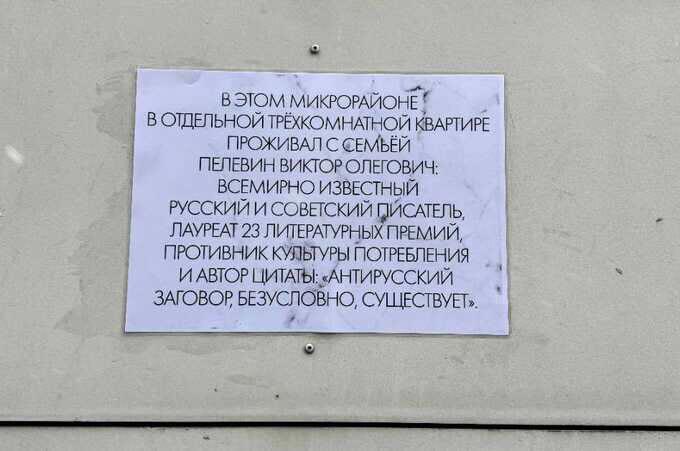 В ЭТОМ МИКРОРАЙОНЕ
В ОТДЕЛЬНОЙ ТРЁХКОМНАТНОЙ КВАРТИРЕ
ПРОЖИВАЛ С СЕМЬЁЙ
ПЕЛЕВИН ВИКТОР ОЛЕГОВИЧ:
ВСЕМИРНО ИЗВЕСТНЫЙ
РУССКИЙ И СОВЕТСКИЙ ПИСАТЕЛЬ,
ЛАУРЕАТ 23 ЛИТЕРАТУРНЫХ ПРЕМИЙ,
ПРОТИВНИК КУЛЬТУРЫ ПОТРЕБЛЕНИЯ
И АВТОР ЦИТАТЫ: «АНТИРУССКИЙ
ЗАГОВОР, БЕЗУСЛОВНО, СУЩЕСТВУЕТ».